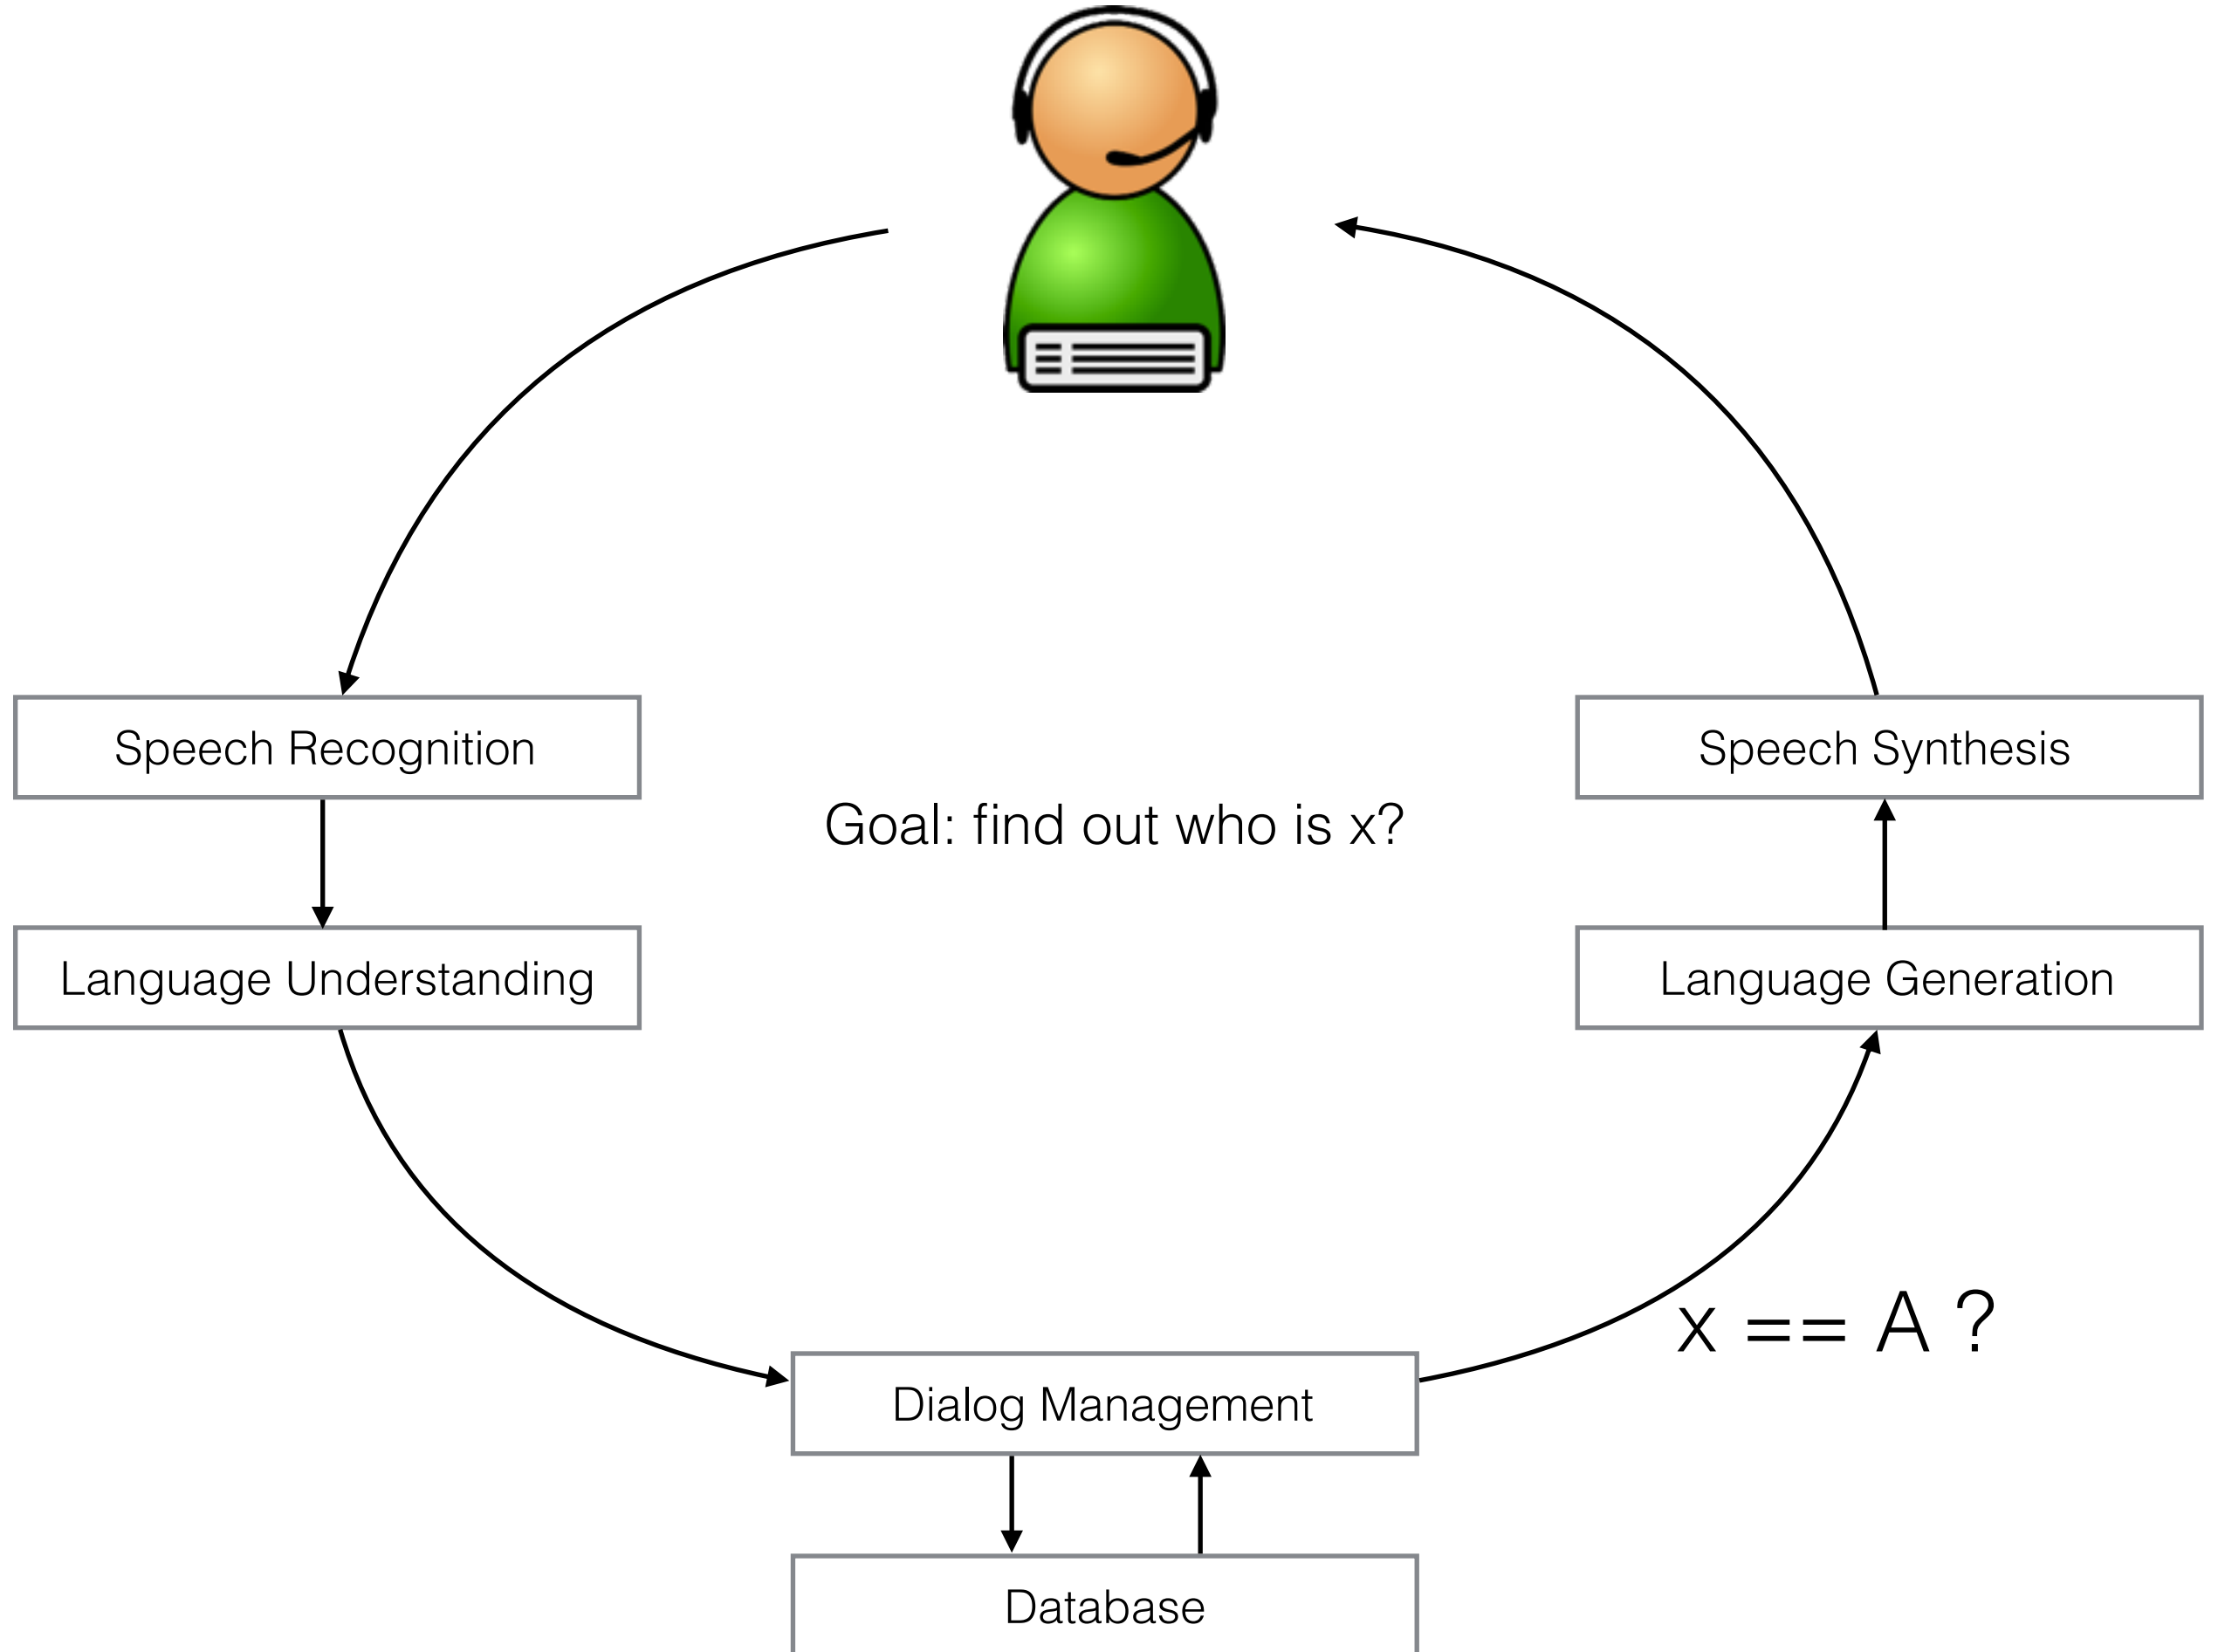 Speech Recognition
Speech Synthesis
Goal: find out who is x?
Language Understanding
Language Generation
x == A ?
Dialog Management
Database